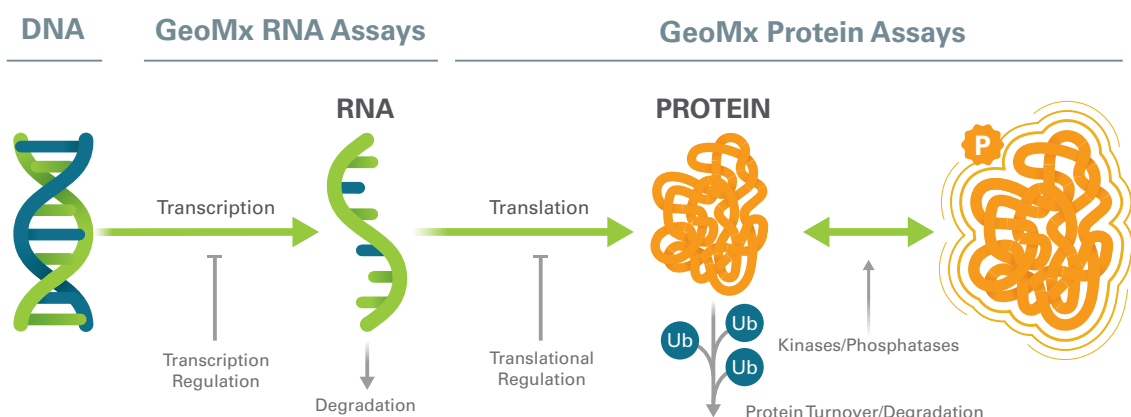 DNA
GeoMx RNA Assays
GeoMx Protein Assays
RNA
PROTEIN
P
Transcription
Translation
Ub
Ub
Ub
Kinases/Phosphatases
Transcription
Regulation
Translational
Regulation
Degradation
Protein Turnover/Degradation